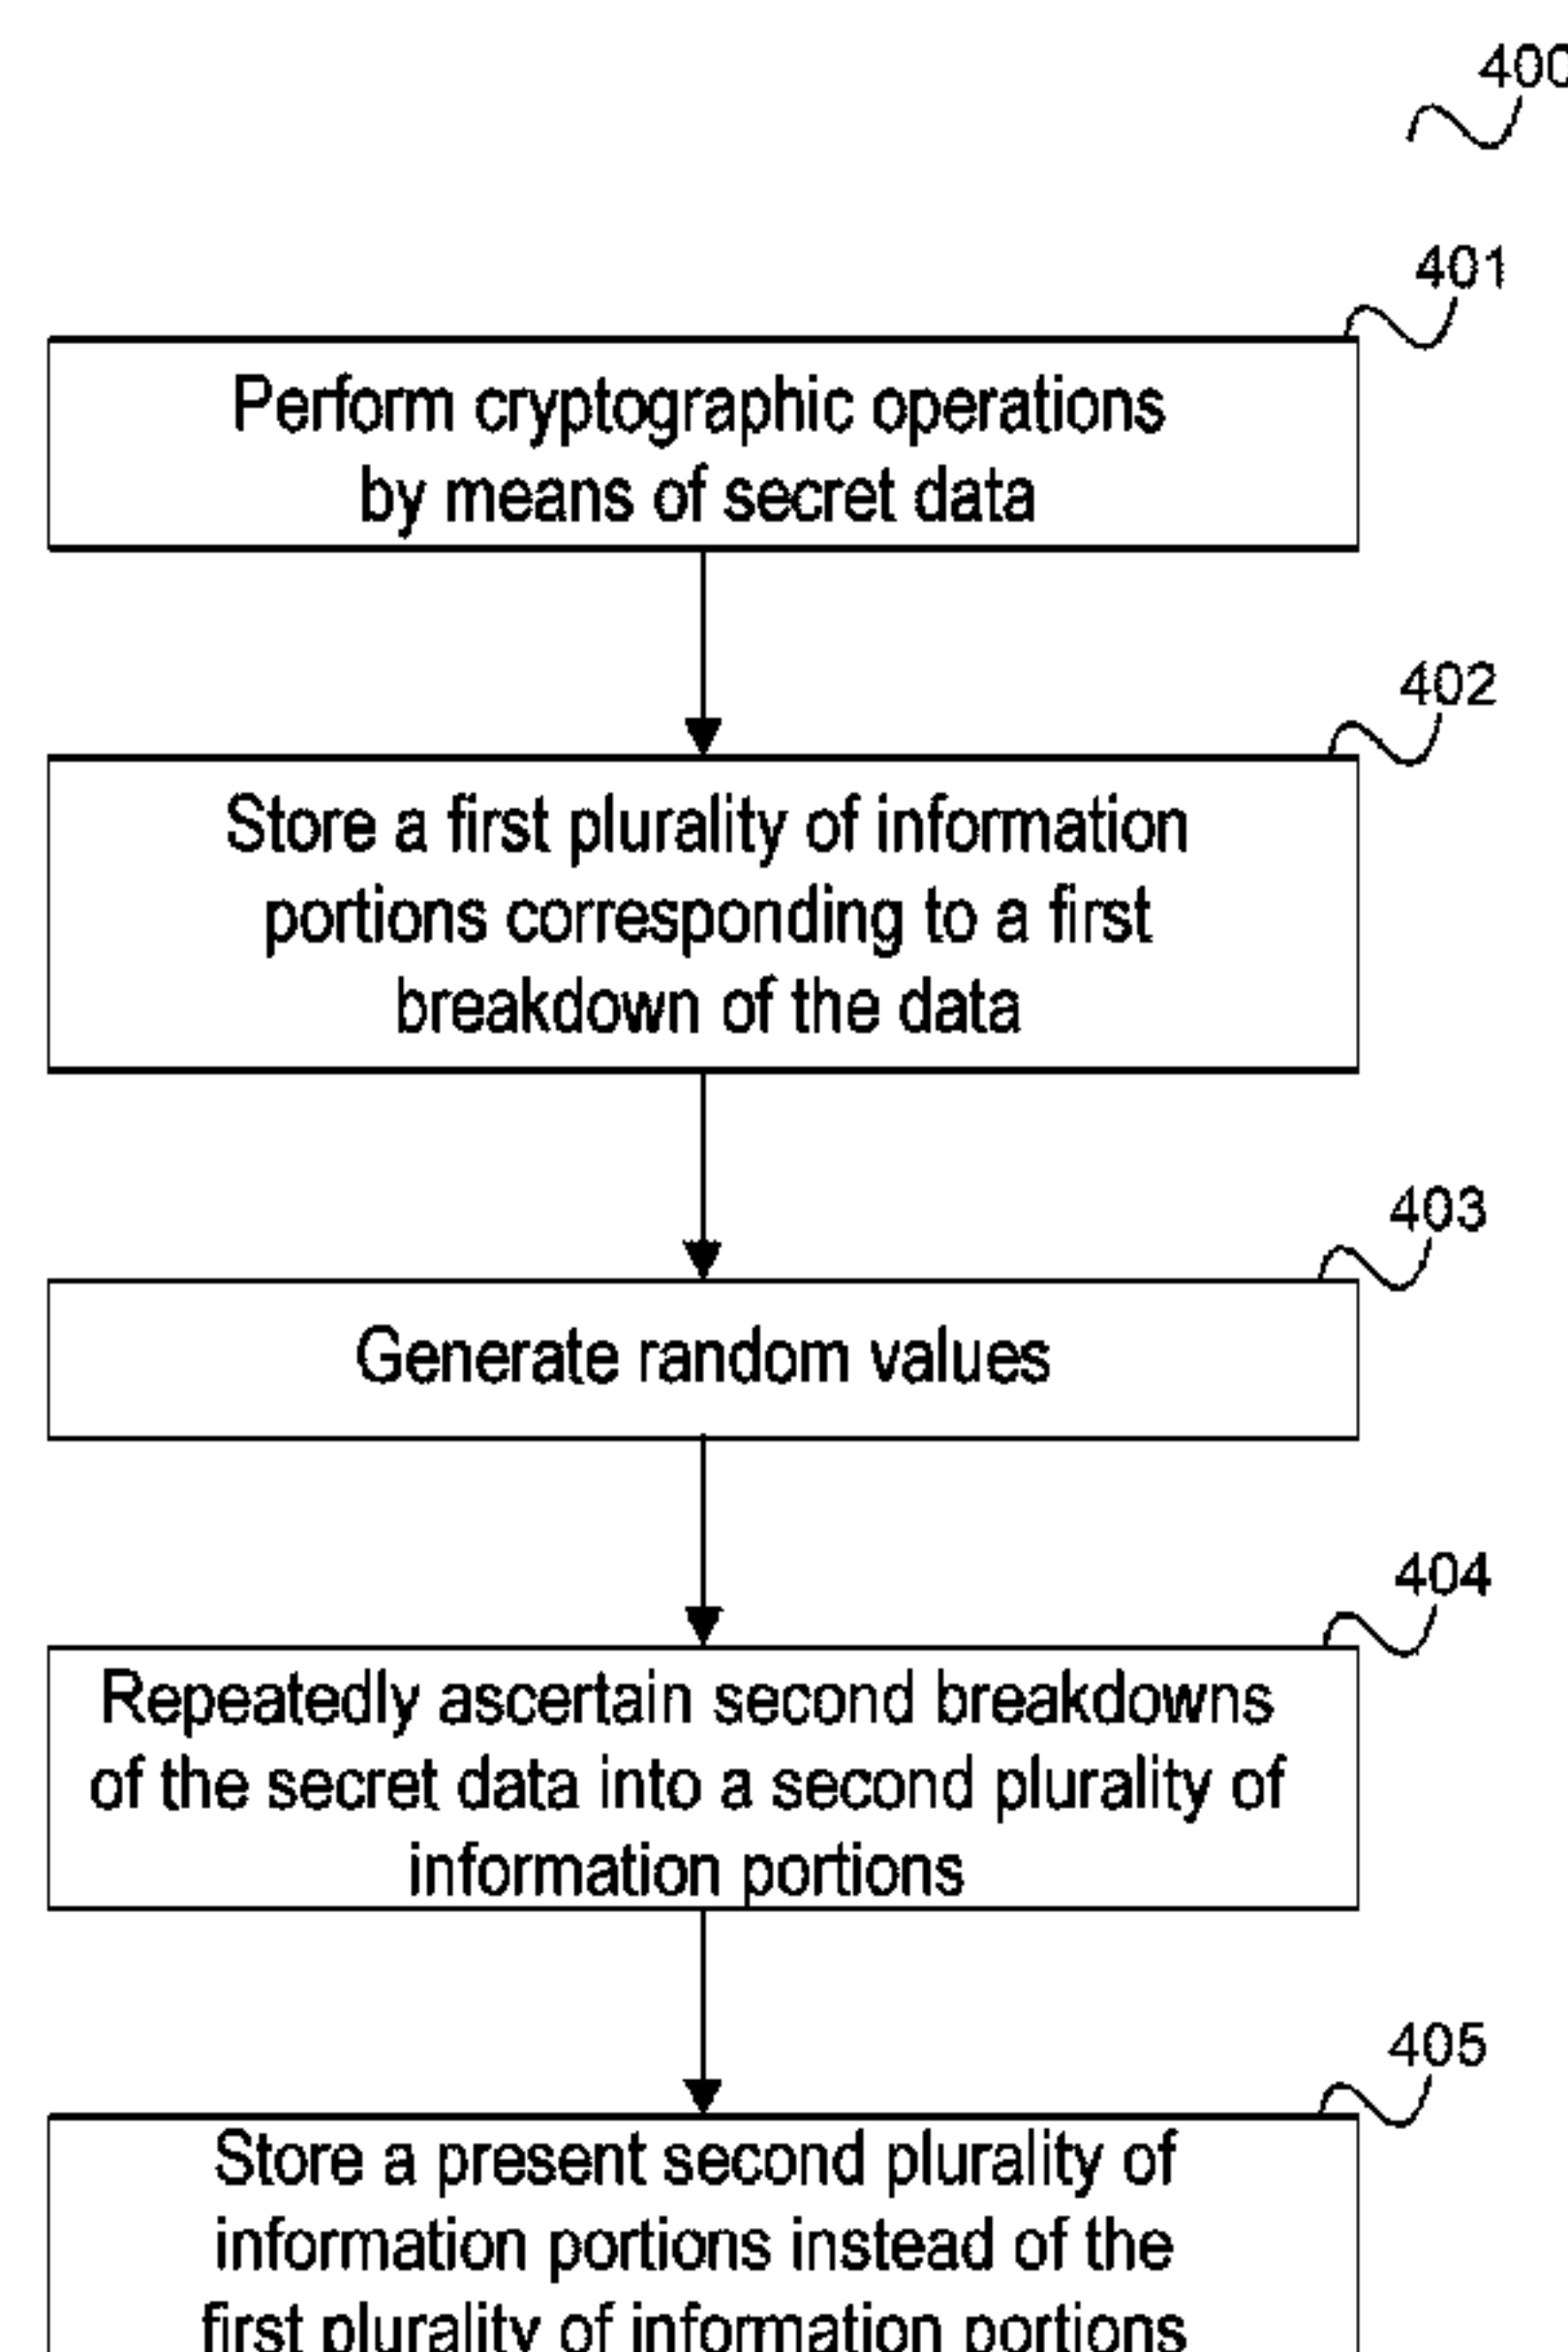 400
401
Perform cryptographic operations
by means of secret data
402
Store a first plurality of information
portions corresponding to a first
breakdown of the data
403
Generate random values
404
Repeatedly ascertain second breakdowns
of the secret data into a second plurality of
information portions
405
Store a present second plurality of
information portions instead of the
first plurality of information portions